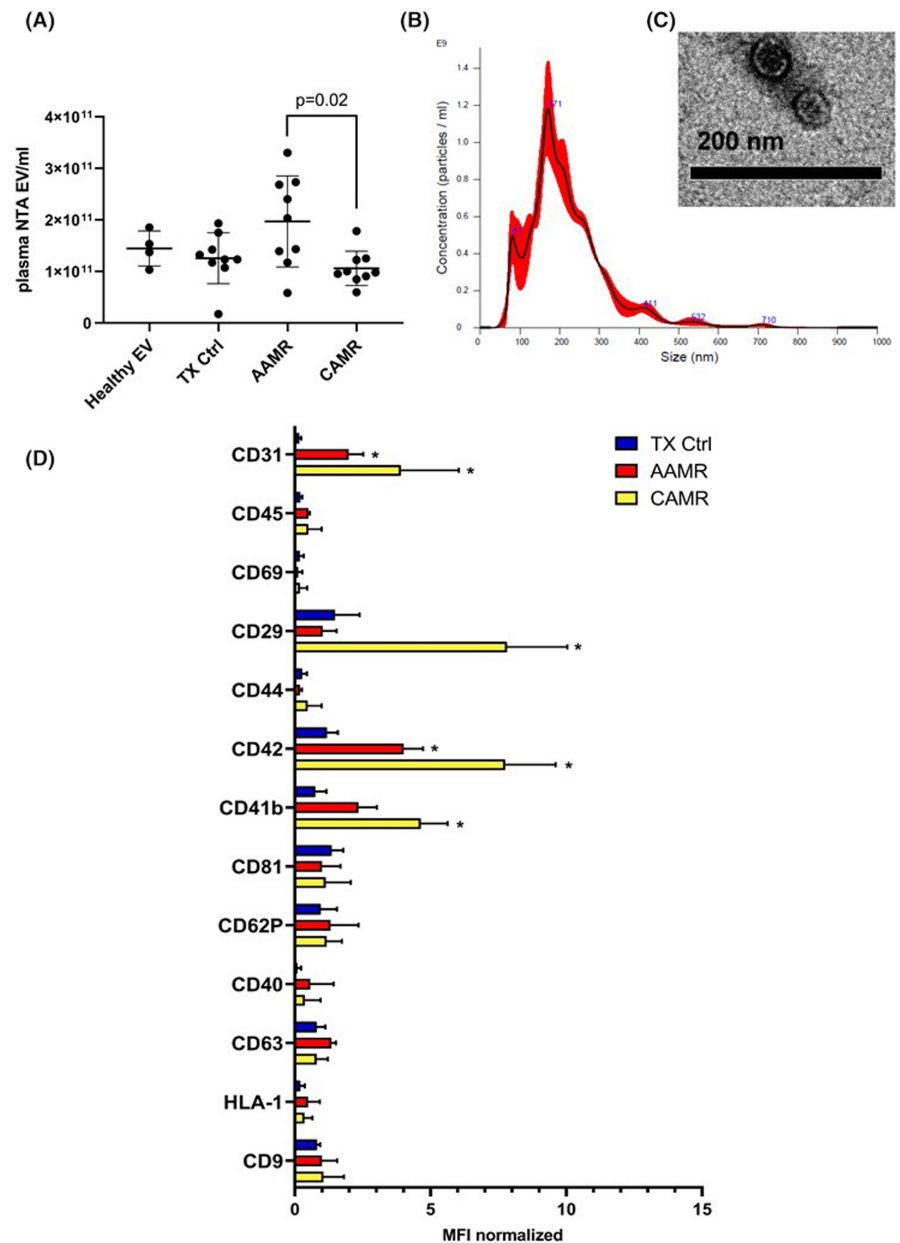 (A)
p=0.02
4×10¹¹
3×10¹¹
2×10¹¹
1×10¹¹
0
plasma NTA EV/ml
Healthy EV
TX Ctrl
AAMR
CAMR
(B)
E9
1.4
1.2
1.0
0.8
0.6
0.4
0.2
0
Concentration (particles / ml)
171
411
532
710
0 100 200 300 400 500 600 700 800 900 1000
Size (nm)
(C)
200 nm
(D)
TX Ctrl
AAMR
CAMR
CD31
*
*
CD45
CD69
CD29
*
CD44
CD42
*
*
CD41b
*
CD81
CD62P
CD40
CD63
HLA-1
CD9
0 5 10 15
MFI normalized